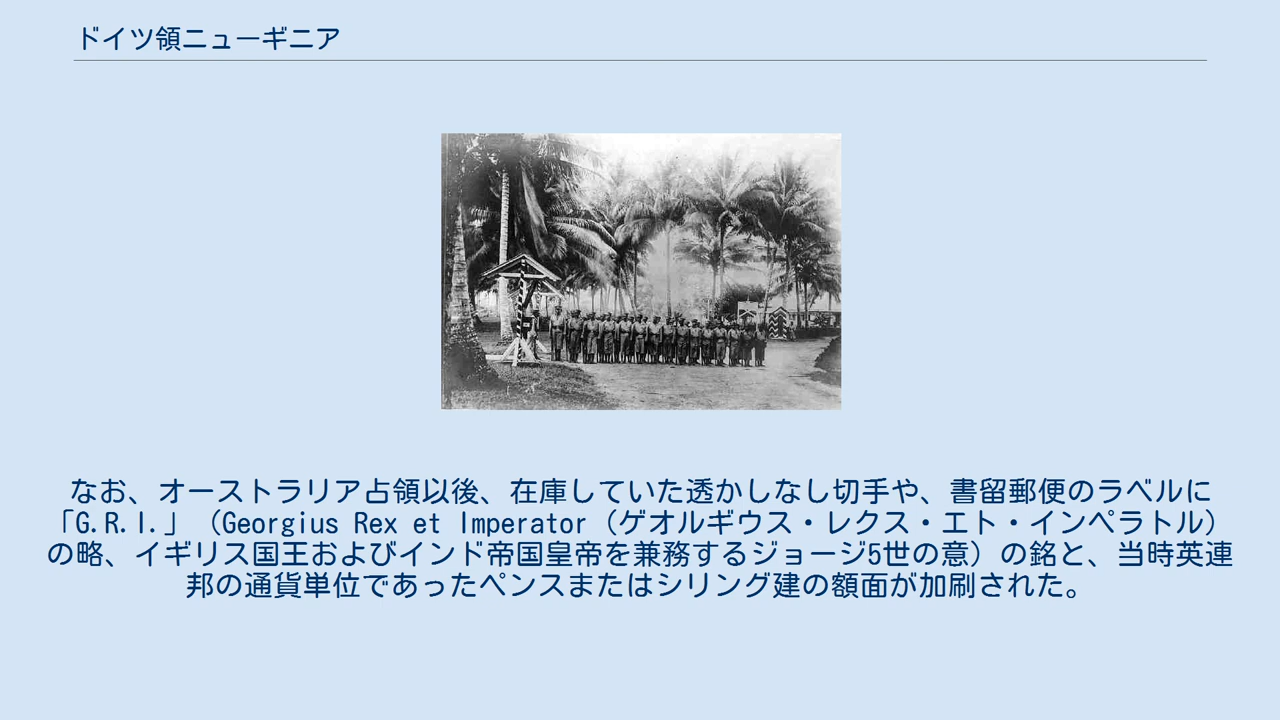 ドイツ領ニューギニア
なお、オーストラリア占領以後、在庫していた透かしなし切手や、書留郵便のラベルに
「G.R.I.」（Georgius Rex et Imperator（ゲオルギウス・レクス・エト・インペラトル）
の略、イギリス国王およびインド帝国皇帝を兼務するジョージ5世の意）の銘と、当時英連
邦の通貨単位であったペンスまたはシリング建の額面が加刷された。